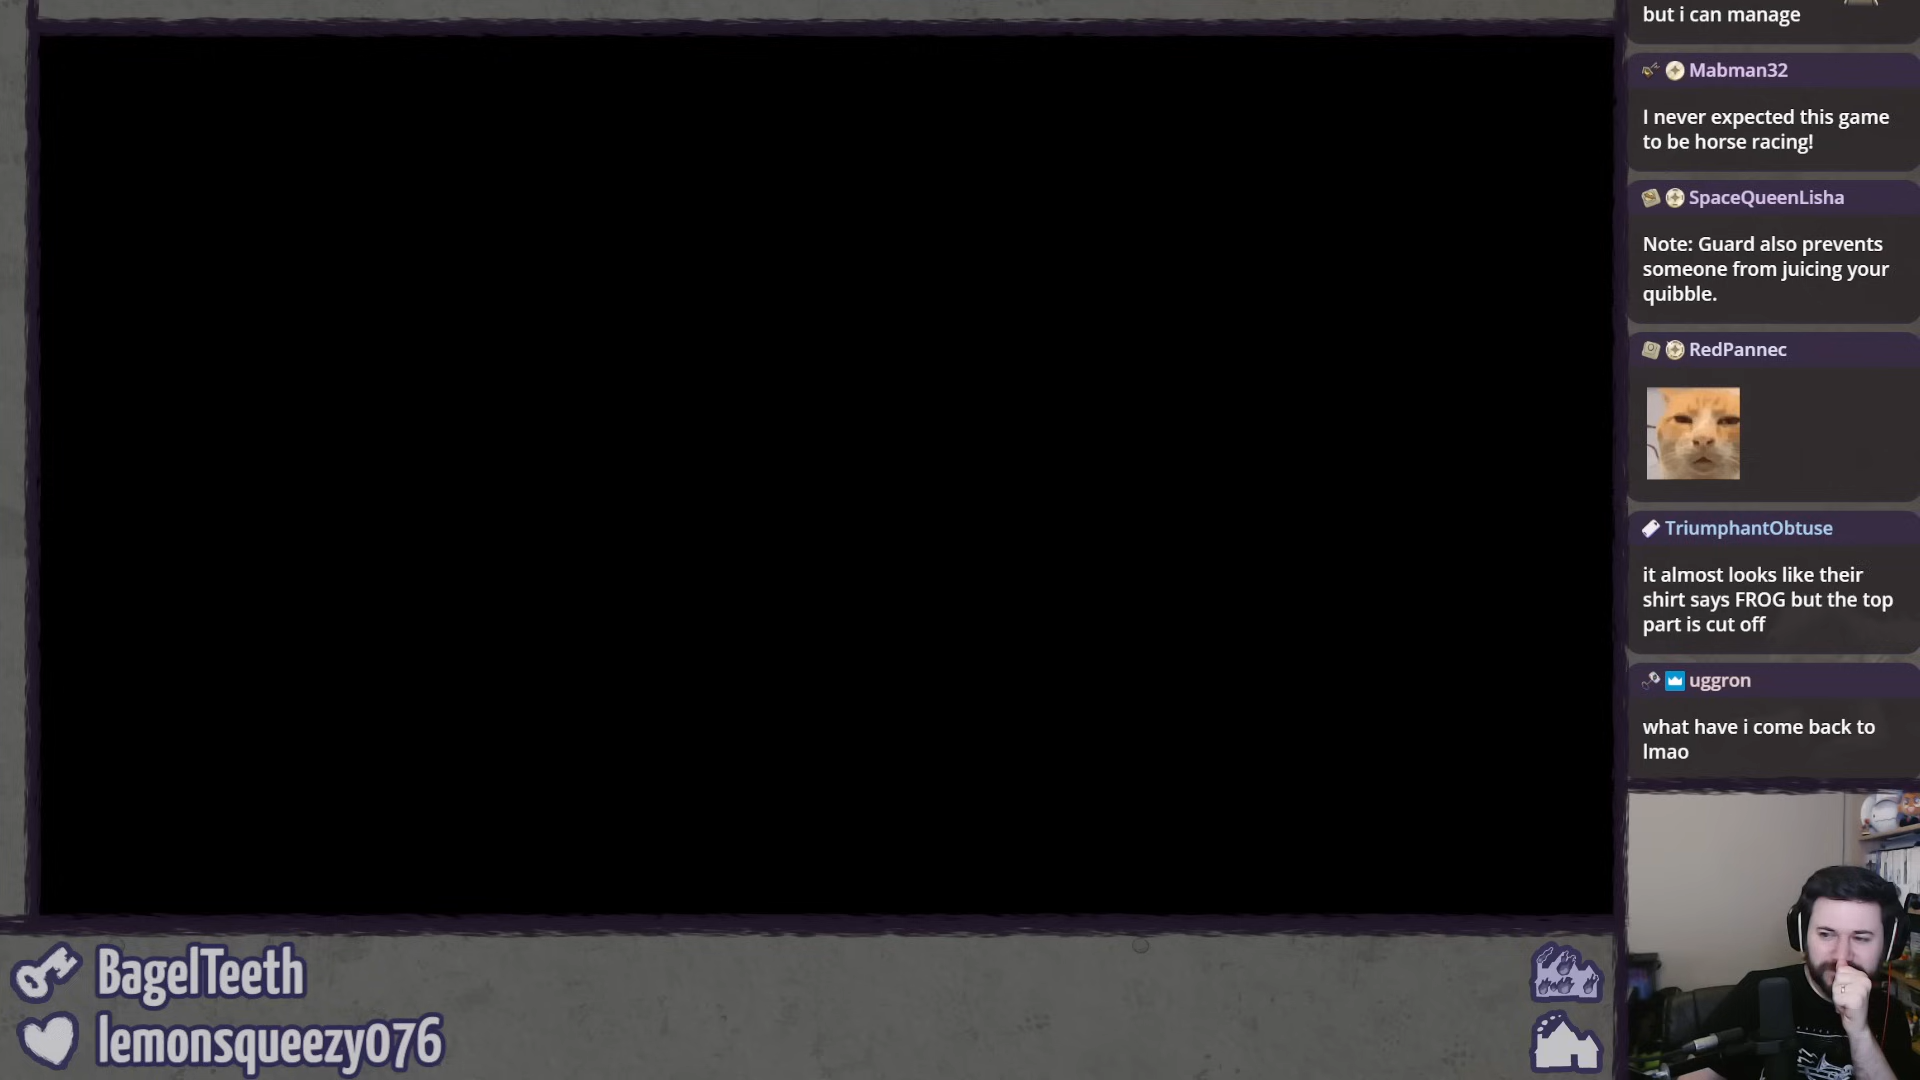 but i can manage
Mabman32
I never expected this game
to be horse racing!
SpaceQueenLisha
Note: Guard also prevents
someone from juicing your
quibble.
RedPannec
TriumphantObtuse
it almost looks like their
shirt says FROG but the top
part is cut off
uggron
what have i come back to
lmao
BagelTeeth
lemonsqueezy076